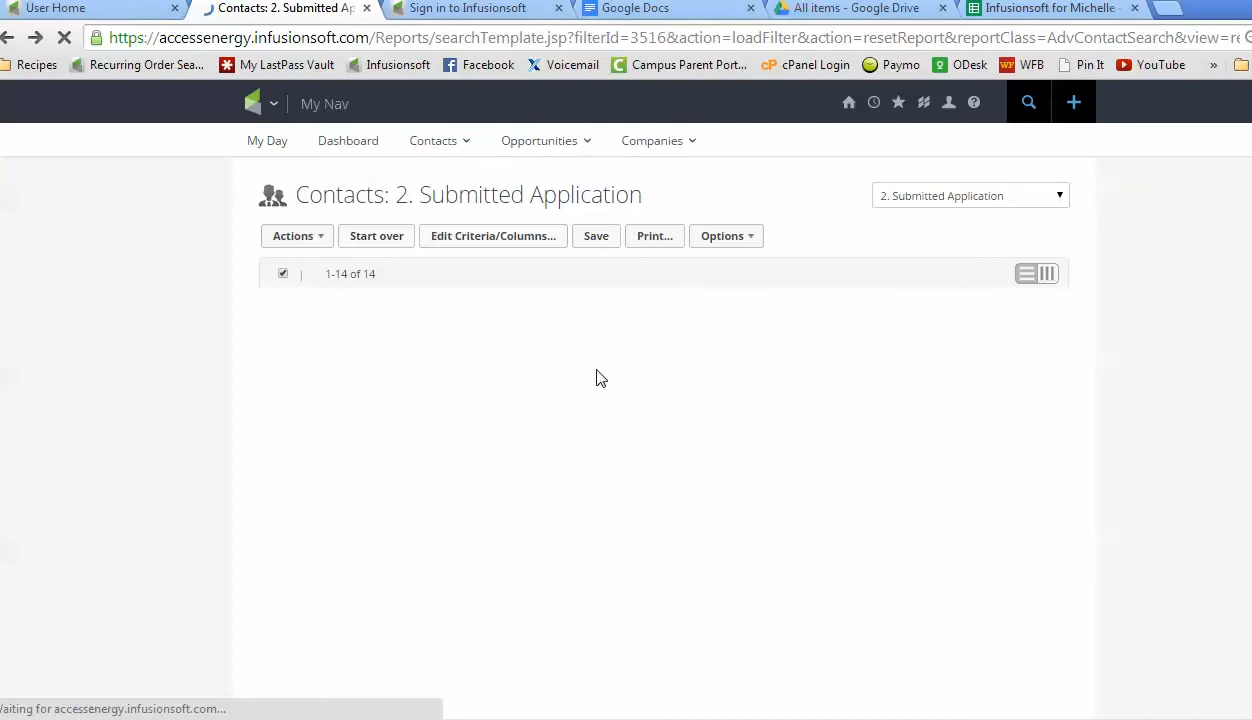 User Home
Contacts: 2. Submitted Ap
Sign in to Infusionsoft
Google Docs
All items - Google Drive
Infusionsoft for Michelle -
https://accessenergy.infusionsoft.com/Reports/searchTemplate.jsp?filterId=3516&action=loadFilter&action=resetReport&reportClass=AdvContactSearch&view=re
Recipes
Recurring Order Sea...
My LastPass Vault
Infusionsoft
Facebook
Voicemail
Campus Parent Port...
cP cPanel Login
Paymo
ODesk
WF WFB
Pin It
YouTube
»
My Nav
My Day
Dashboard
Contacts
Opportunities
Companies
Contacts: 2. Submitted Application
2. Submitted Application
Actions
Start over
Edit Criteria/Columns...
Save
Print...
Options
| 1-14 of 14
/aiting for accessenergy.infusionsoft.com...